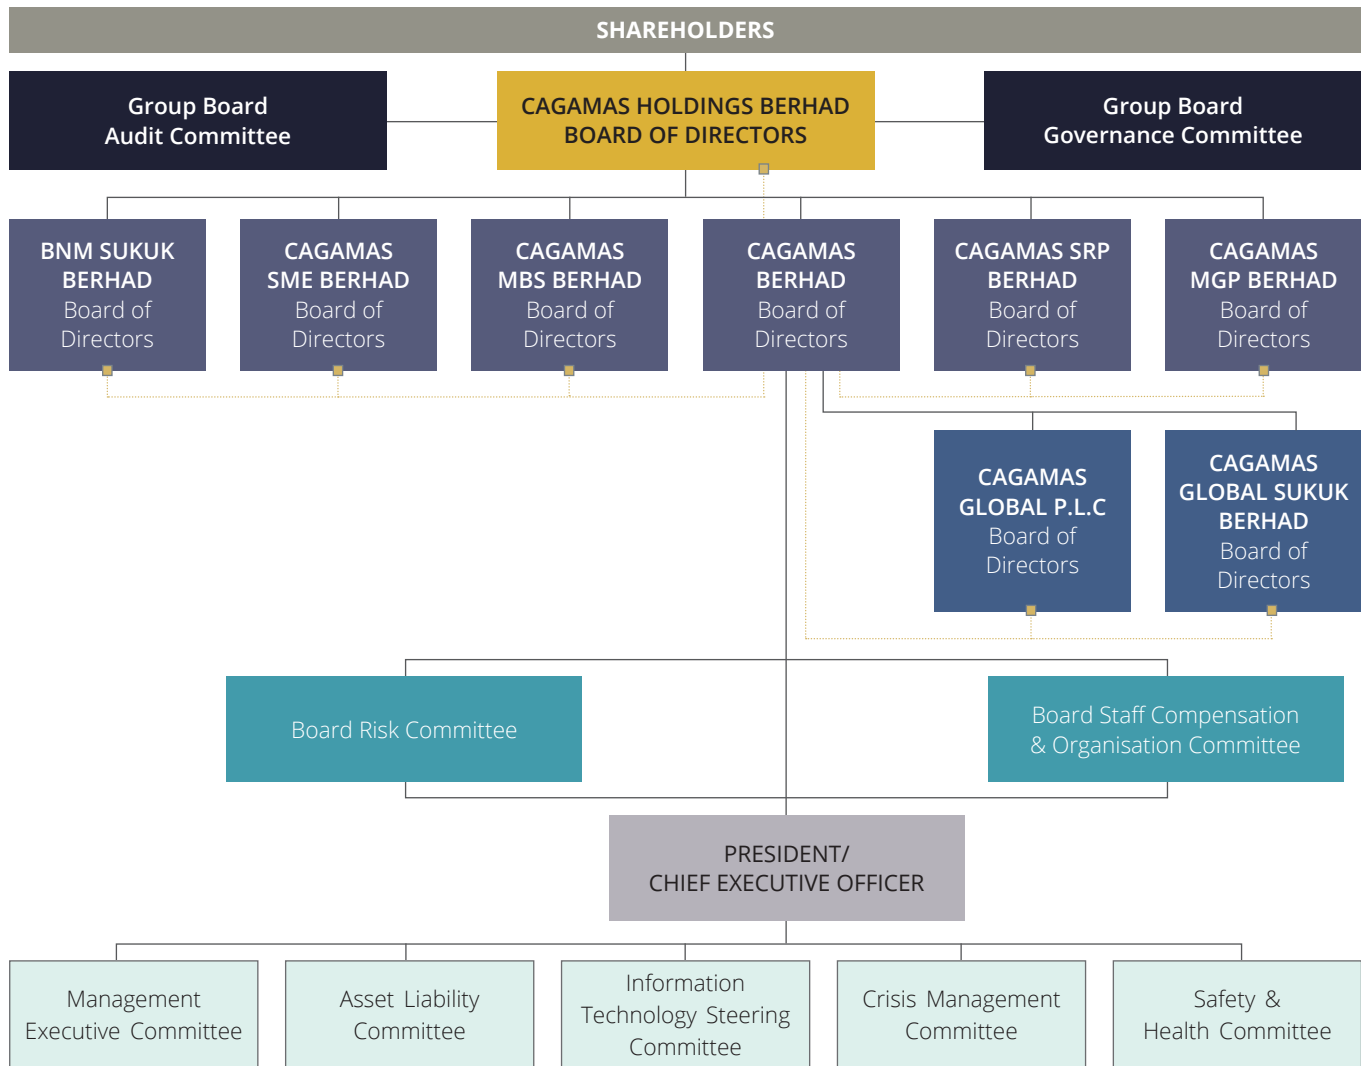 SHAREHOLDERS
Group Board
Audit Committee
CAGAMAS HOLDINGS BERHAD
BOARD OF DIRECTORS
Group Board
Governance Committee
BNM SUKUK
BERHAD
Board of
Directors
CAGAMAS
SME BERHAD
Board of
Directors
CAGAMAS
MBS BERHAD
Board of
Directors
CAGAMAS
BERHAD
Board of
Directors
CAGAMAS SRP
BERHAD
Board of
Directors
CAGAMAS
MGP BERHAD
Board of
Directors
CAGAMAS
GLOBAL P.L.C
Board of
Directors
CAGAMAS
GLOBAL SUKUK
BERHAD
Board of
Directors
Board Risk Committee
Board Staff Compensation
& Organisation Committee
PRESIDENT/
CHIEF EXECUTIVE OFFICER
Management
Executive Committee
Asset Liability
Committee
Information
Technology Steering
Committee
Crisis Management
Committee
Safety &
Health Committee